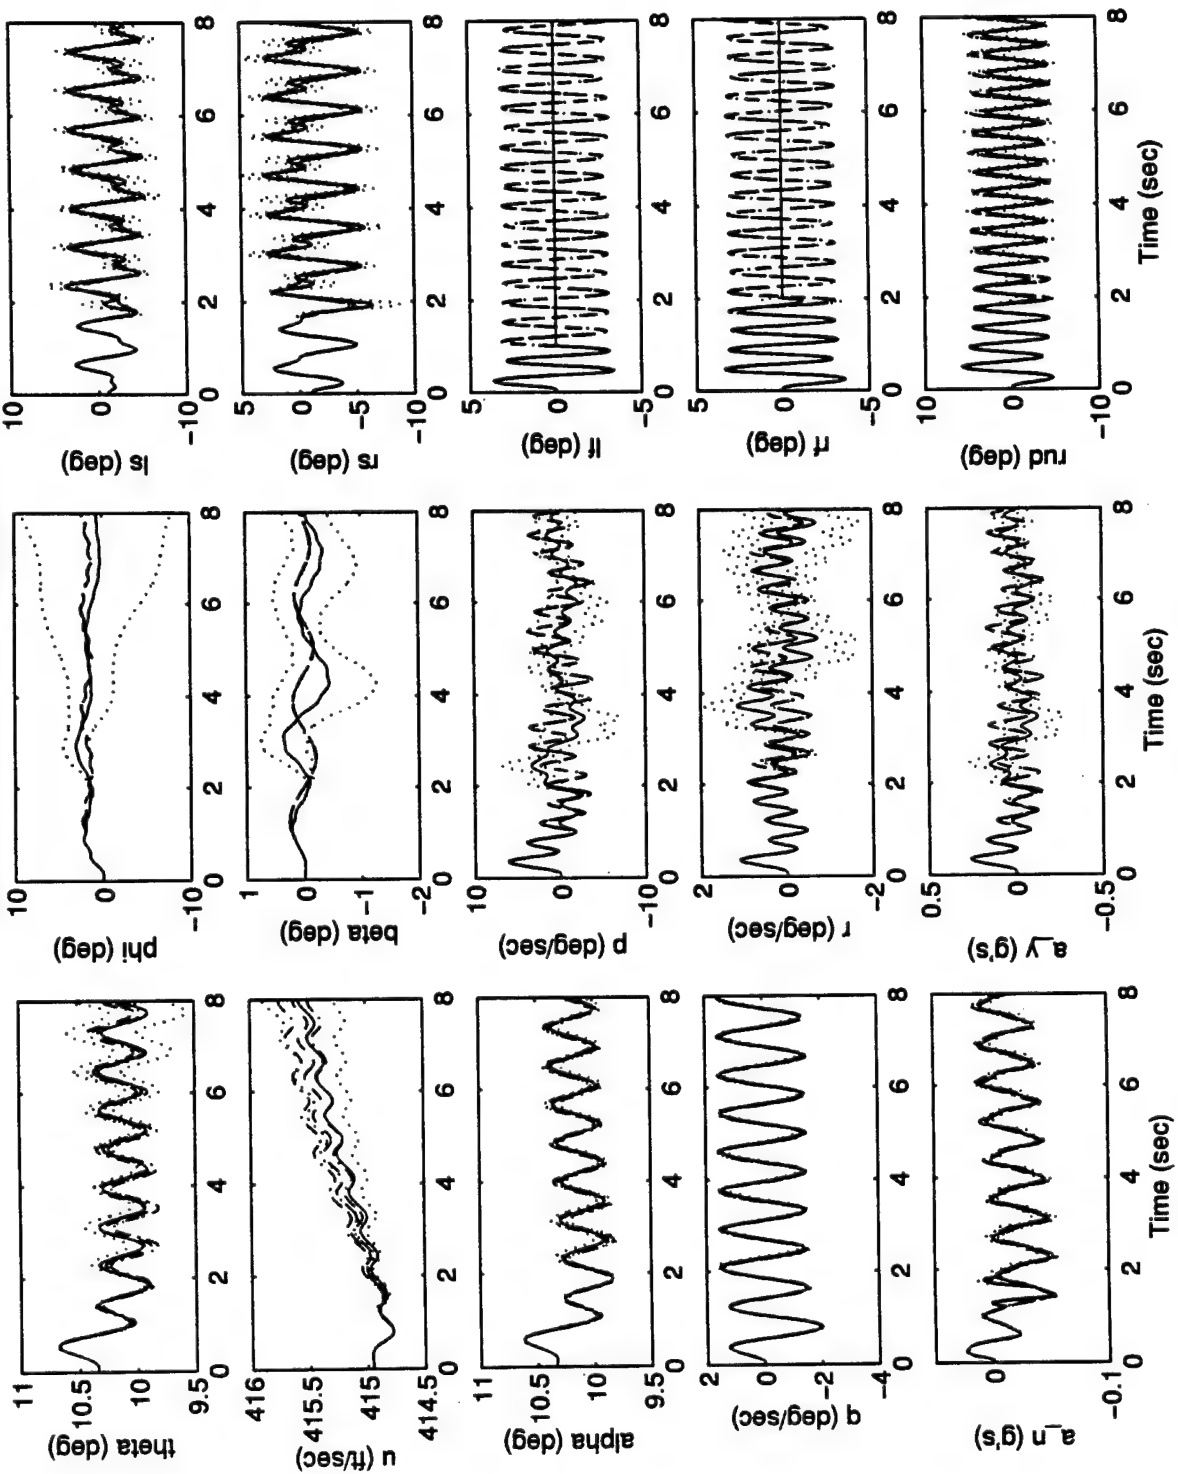 theta (deg)
11
10.5
10
9.5
0 2 4 6 8
u (ft/sec)
416
415.5
415
414.5
0 2 4 6 8
alpha (deg)
11
10.5
10
9.5
0 2 4 6 8
q (deg/sec)
2
0
-2
-4
0 2 4 6 8
a_n (g's)
0
-0.1
0 2 4 6 8
Time (sec)
phi (deg)
10
0
-10
0 2 4 6 8
beta (deg)
1
0
-1
-2
0 2 4 6 8
p (deg/sec)
10
0
-10
0 2 4 6 8
r (deg/sec)
2
0
-2
0 2 4 6 8
a_y (g's)
0.5
0
-0.5
0 2 4 6 8
Time (sec)
ls (deg)
10
0
-10
0 2 4 6 8
rs (deg)
5
0
-5
-10
0 2 4 6 8
lf (deg)
5
0
-5
0 2 4 6 8
rf (deg)
5
0
-5
0 2 4 6 8
rud (deg)
10
0
-10
0 2 4 6 8
Time (sec)